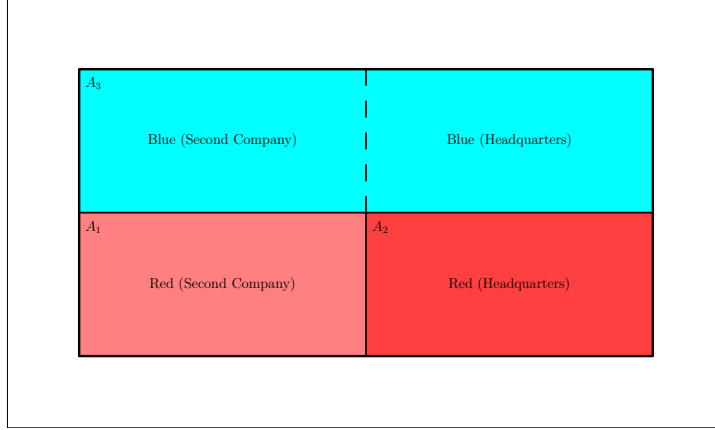 A₃
Blue (Second Company)
Blue (Headquarters)
A₁
A₂
Red (Second Company)
Red (Headquarters)